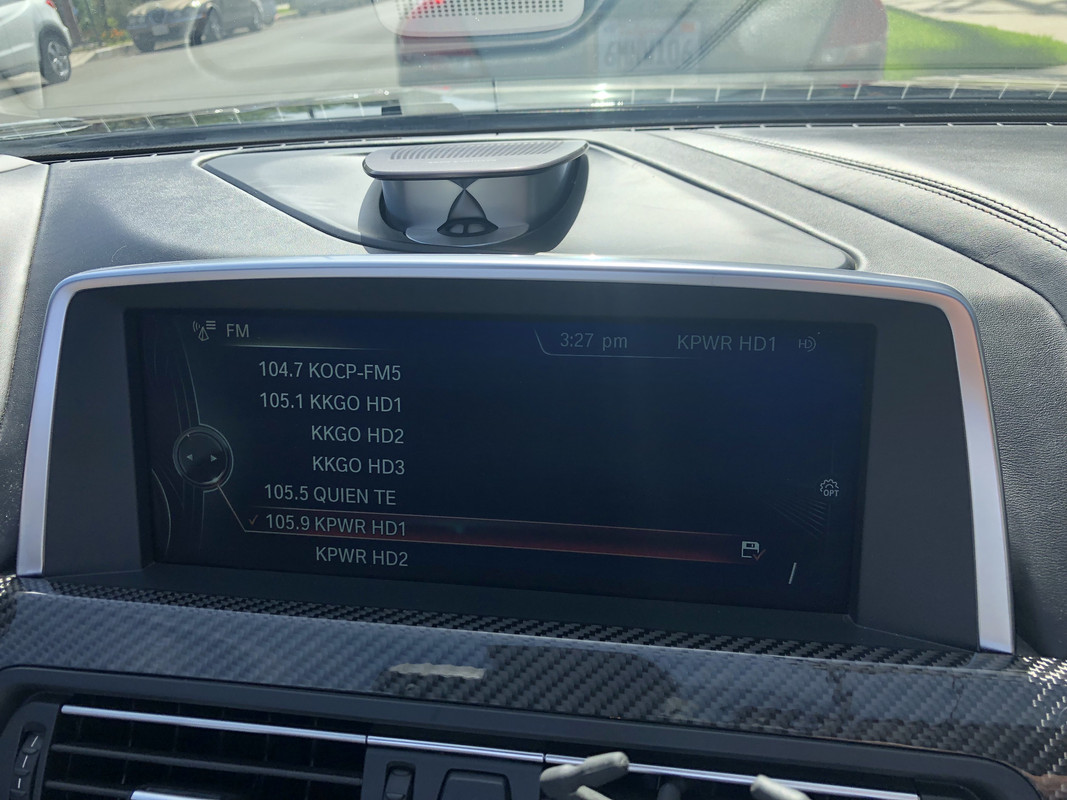 FM
3:27 pm KPWR HD1 HD
104.7 KOCP-FM5
105.1 KKGO HD1
KKGO HD2
KKGO HD3
105.5 QUIEN TE
OPT
105.9 KPWR HD1
KPWR HD2